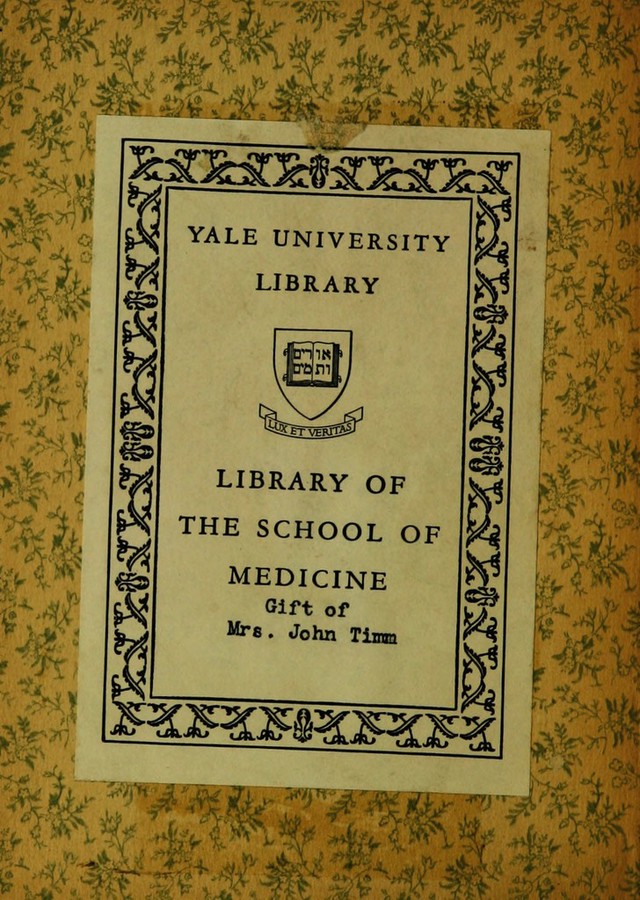 YALE UNIVERSITY
LIBRARY
אורים
ותמים
LUX ET VERITAS
LIBRARY OF
THE SCHOOL OF
MEDICINE
Gift of
Mrs. John Timm